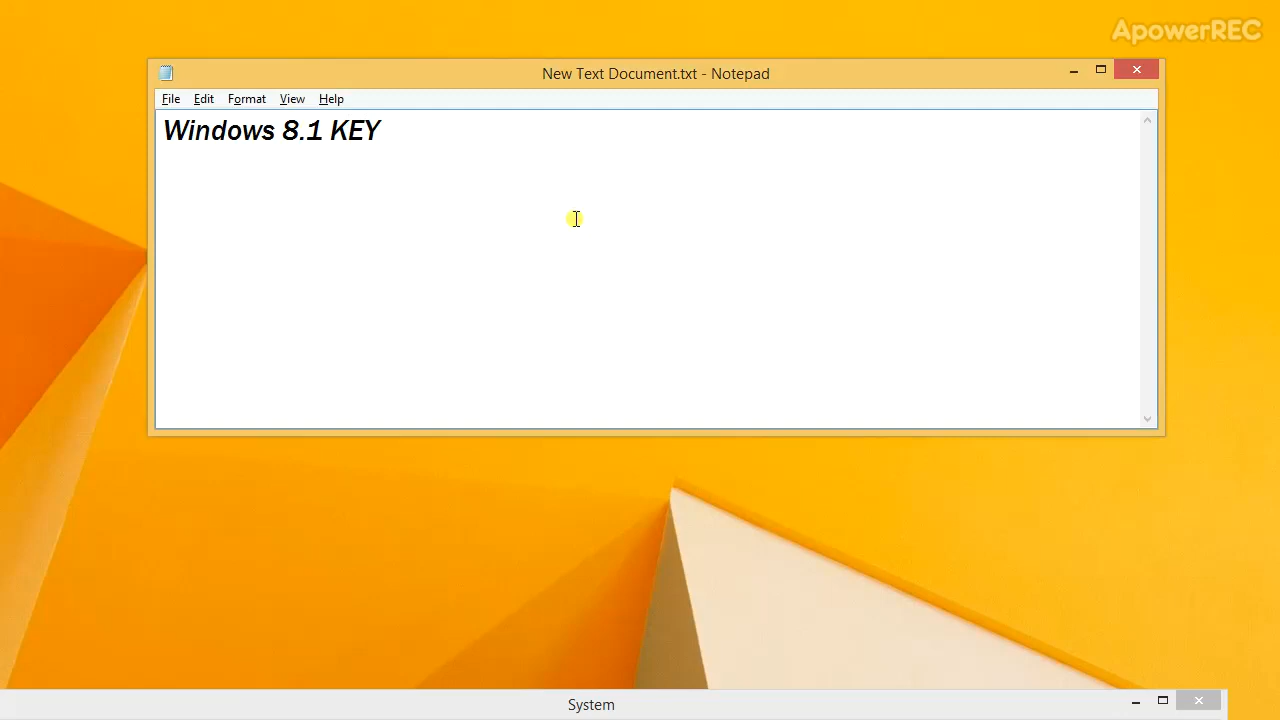 ApowerREC
New Text Document.txt - Notepad
File Edit Format View Help
Windows 8.1 KEY
System